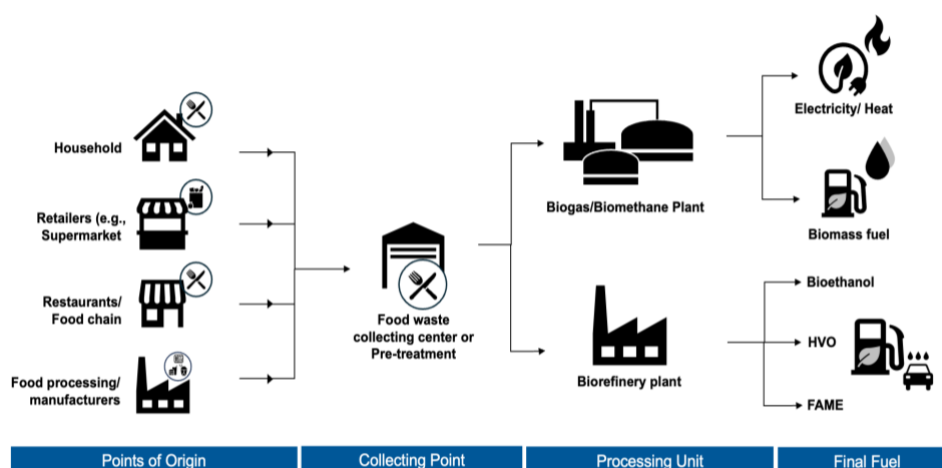 Household
Retailers (e.g.,
Supermarket
Restaurants/
Food chain
Food processing/
manufacturers
Food waste
collecting center or
Pre-treatment
Biogas/Biomethane Plant
Biorefinery plant
Electricity/ Heat
Biomass fuel
Bioethanol
HVO
FAME
Points of Origin
Collecting Point
Processing Unit
Final Fuel